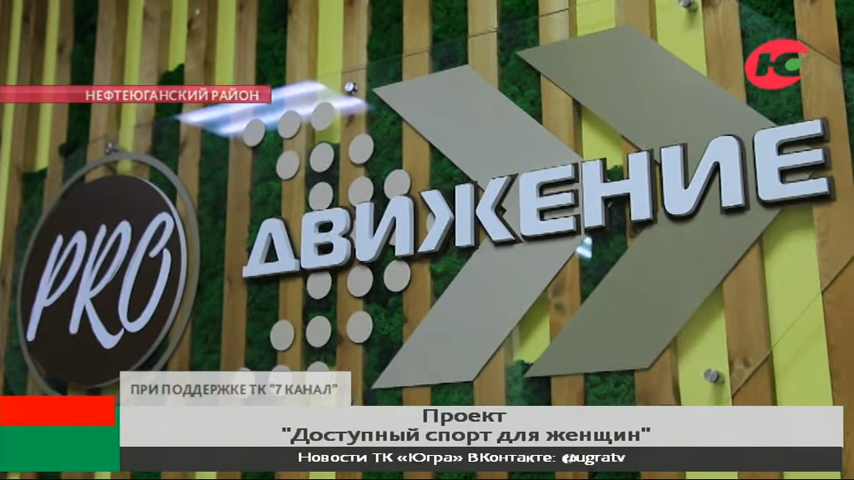 НЕФТЕЮГАНСКИЙ РАЙОН
ЮС
PRO
ДВИЖЕНИЕ
ПРИ ПОДДЕРЖКЕ ТК "7 КАНАЛ"
Проект
"Доступный спорт для женщин"
Новости ТК «Югра» ВКонтакте: @ugratv